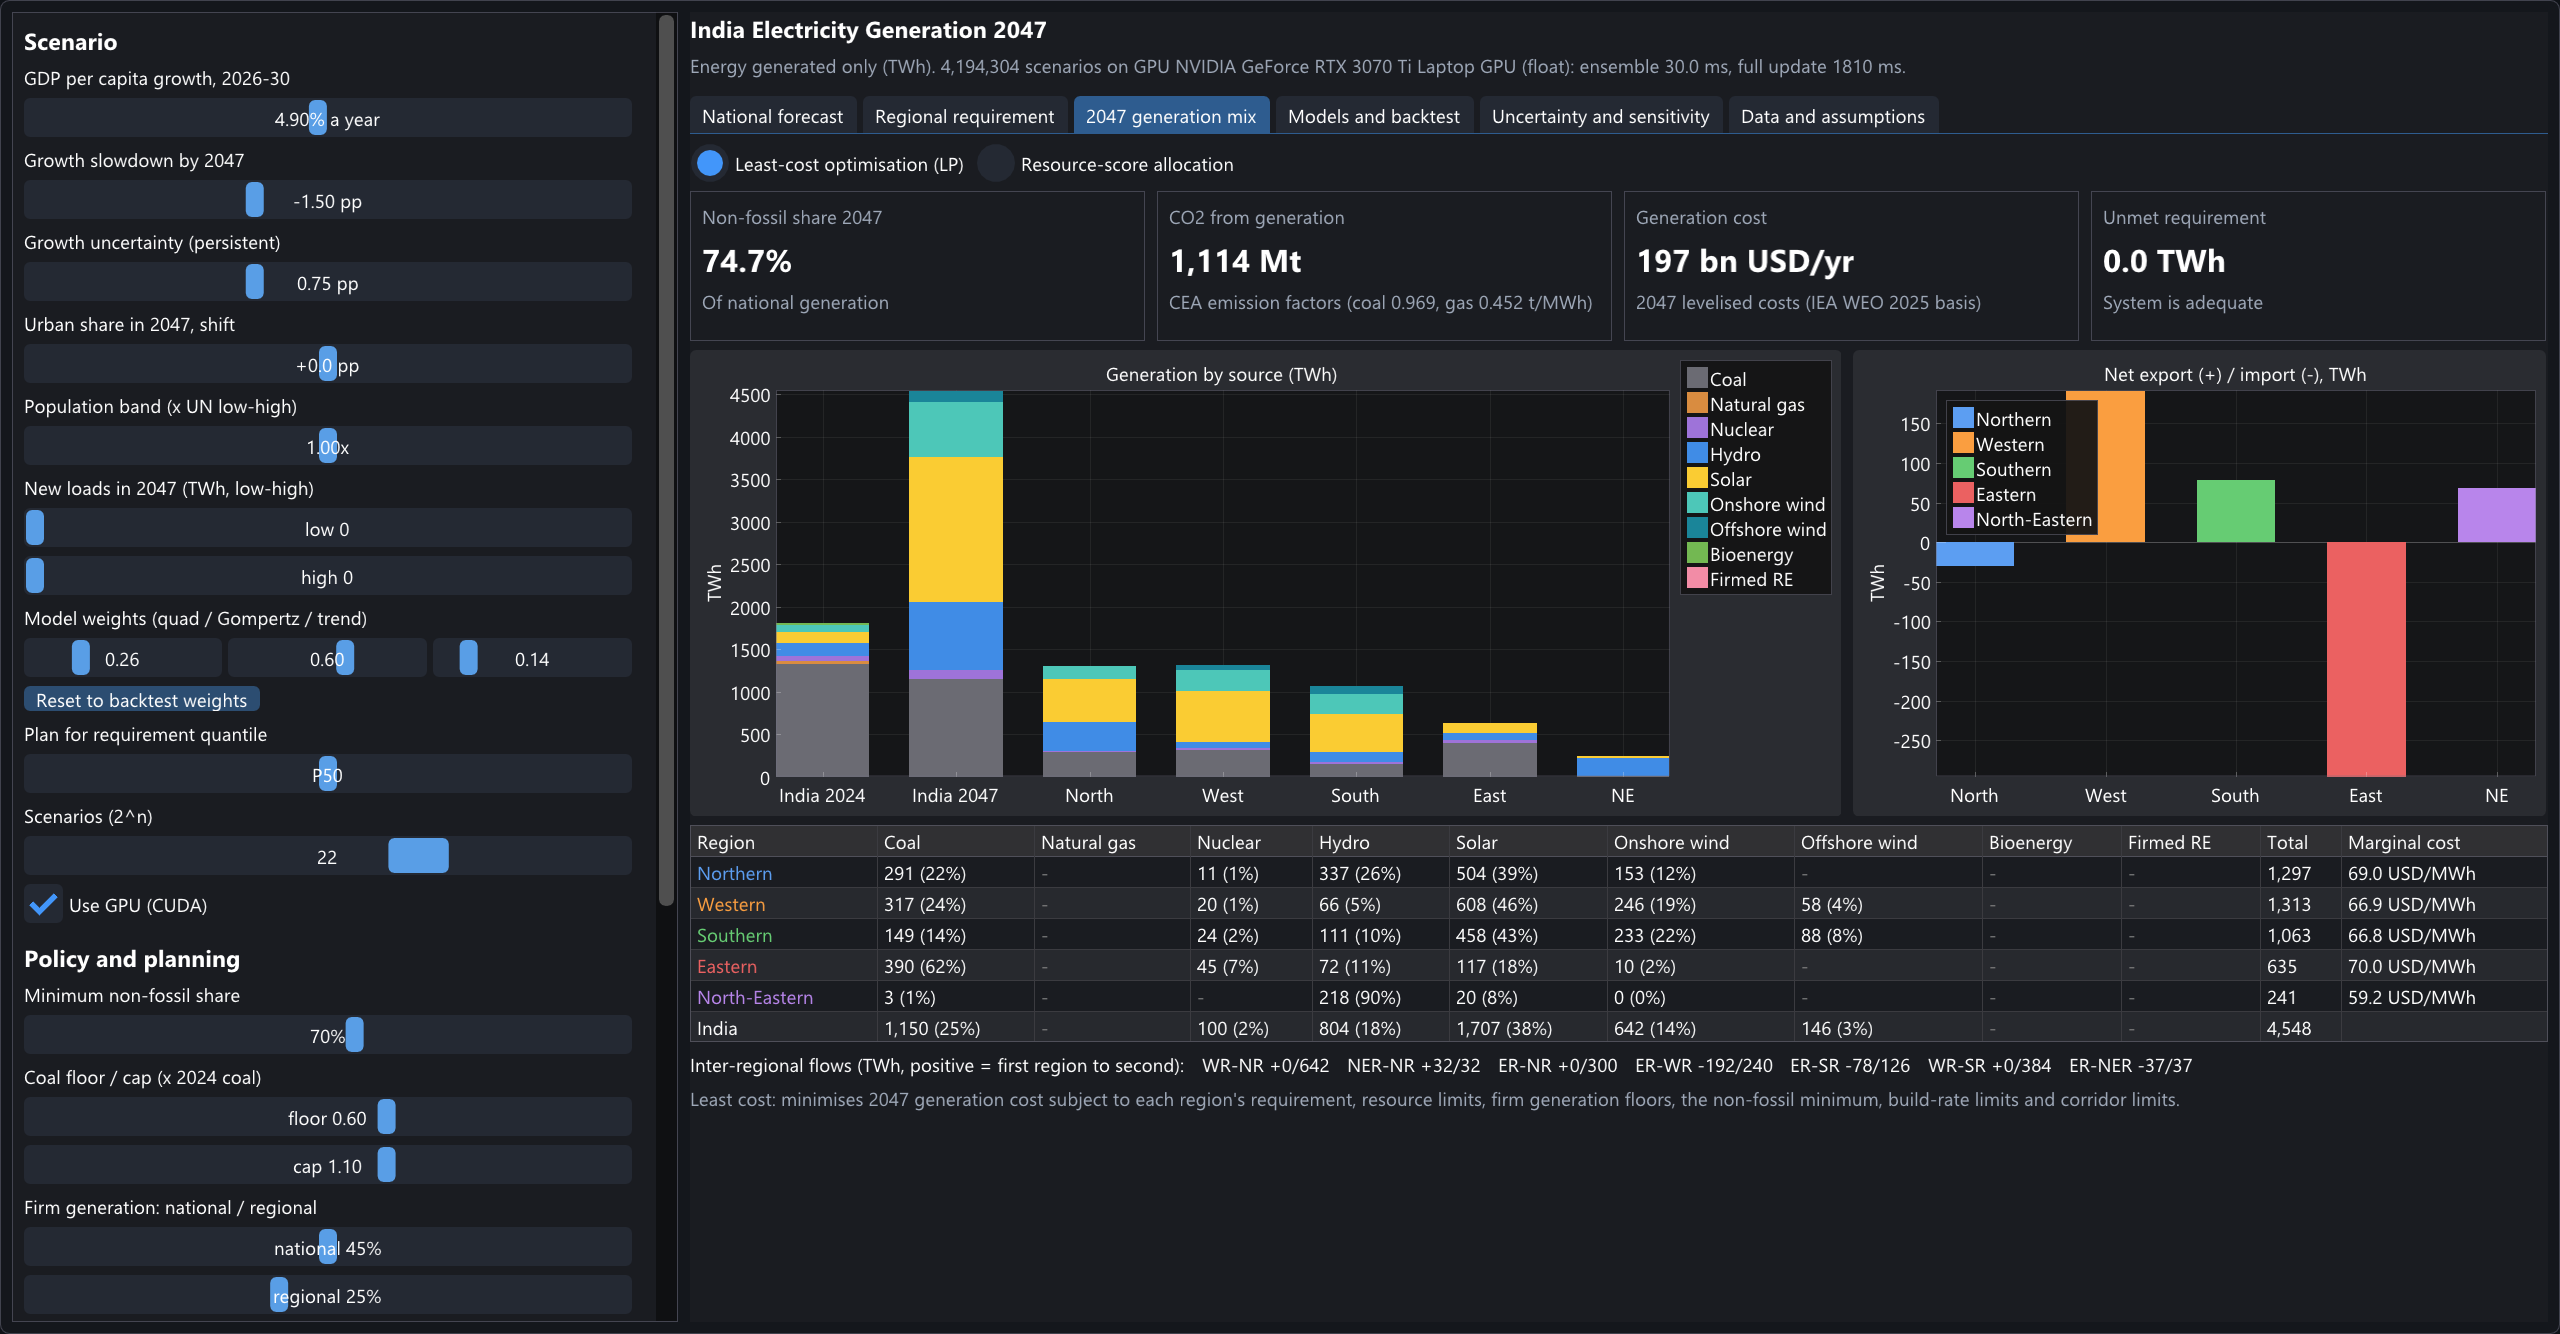 Scenario
GDP per capita growth, 2026-30
4.90% a year
Growth slowdown by 2047
-1.50 pp
Growth uncertainty (persistent)
0.75 pp
Urban share in 2047, shift
+0.0 pp
Population band (x UN low-high)
1.00x
New loads in 2047 (TWh, low-high)
low 0
high 0
Model weights (quad / Gompertz / trend)
0.26 0.60 0.14
Reset to backtest weights
Plan for requirement quantile
P50
Scenarios (2^n)
22
Use GPU (CUDA)
Policy and planning
Minimum non-fossil share
70%
Coal floor / cap (x 2024 coal)
floor 0.60
cap 1.10
Firm generation: national / regional
national 45%
regional 25%
India Electricity Generation 2047
Energy generated only (TWh). 4,194,304 scenarios on GPU NVIDIA GeForce RTX 3070 Ti Laptop GPU (float): ensemble 30.0 ms, full update 1810 ms.
National forecast Regional requirement 2047 generation mix Models and backtest Uncertainty and sensitivity Data and assumptions
Least-cost optimisation (LP) Resource-score allocation
Non-fossil share 2047
74.7%
Of national generation
CO2 from generation
1,114 Mt
CEA emission factors (coal 0.969, gas 0.452 t/MWh)
Generation cost
197 bn USD/yr
2047 levelised costs (IEA WEO 2025 basis)
Unmet requirement
0.0 TWh
System is adequate
Generation by source (TWh)
TWh
4500
4000
3500
3000
2500
2000
1500
1000
500
0
India 2024 India 2047 North West South East NE
Coal
Natural gas
Nuclear
Hydro
Solar
Onshore wind
Offshore wind
Bioenergy
Firmed RE
Net export (+) / import (-), TWh
TWh
150
100
50
0
-50
-100
-150
-200
-250
Northern
Western
Southern
Eastern
North-Eastern
North West South East NE
Region Coal Natural gas Nuclear Hydro Solar Onshore wind Offshore wind Bioenergy Firmed RE Total Marginal cost
Northern 291 (22%) - 11 (1%) 337 (26%) 504 (39%) 153 (12%) - - - 1,297 69.0 USD/MWh
Western 317 (24%) - 20 (1%) 66 (5%) 608 (46%) 246 (19%) 58 (4%) - - 1,313 66.9 USD/MWh
Southern 149 (14%) - 24 (2%) 111 (10%) 458 (43%) 233 (22%) 88 (8%) - - 1,063 66.8 USD/MWh
Eastern 390 (62%) - 45 (7%) 72 (11%) 117 (18%) 10 (2%) - - - 635 70.0 USD/MWh
North-Eastern 3 (1%) - - 218 (90%) 20 (8%) 0 (0%) - - - 241 59.2 USD/MWh
India 1,150 (25%) - 100 (2%) 804 (18%) 1,707 (38%) 642 (14%) 146 (3%) - - 4,548
Inter-regional flows (TWh, positive = first region to second): WR-NR +0/642 NER-NR +32/32 ER-NR +0/300 ER-WR -192/240 ER-SR -78/126 WR-SR +0/384 ER-NER -37/37
Least cost: minimises 2047 generation cost subject to each region's requirement, resource limits, firm generation floors, the non-fossil minimum, build-rate limits and corridor limits.